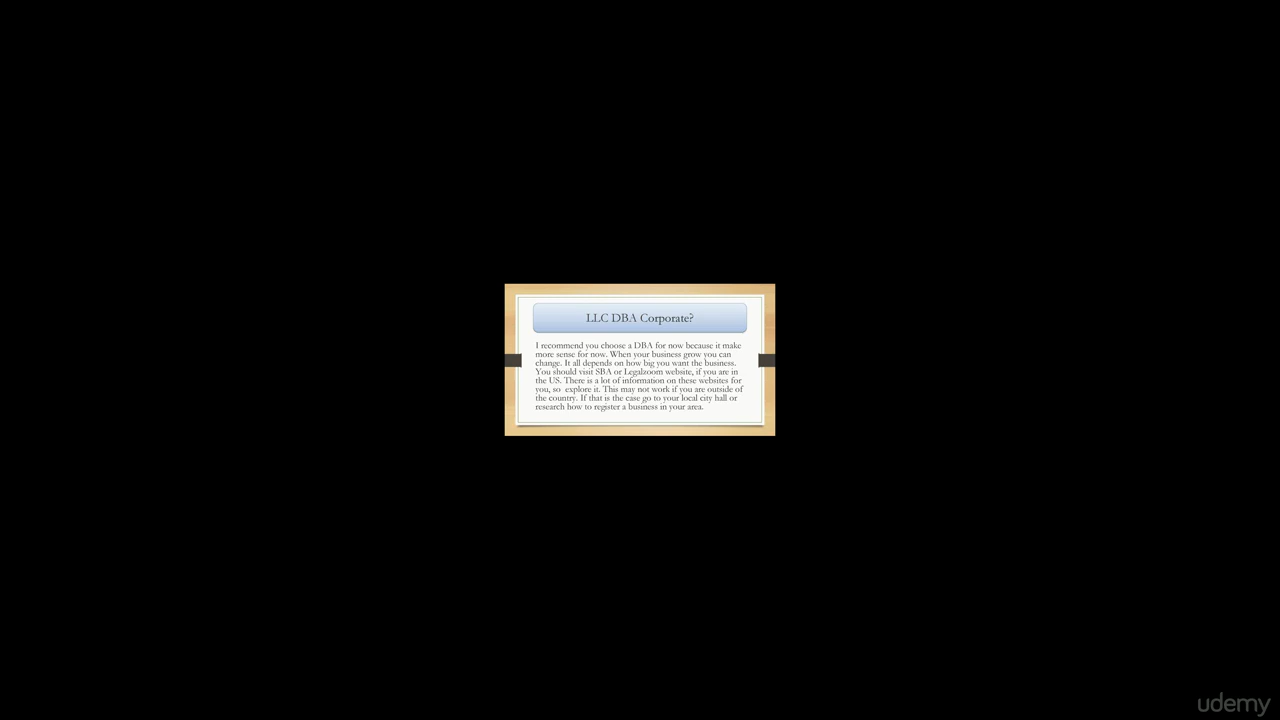 LLC DBA Corporate?
I recommend you choose a DBA for now because it make
more sense for now. When your business grow you can
change. It all depends on how big you want the business.
You should visit SBA or Legalzoom website, if you are in
the US. There is a lot of information on these websites for
you, so  explore it. This may not work if you are outside of
the country. If that is the case go to your local city hall or
research how to register a business in your area.
udemy